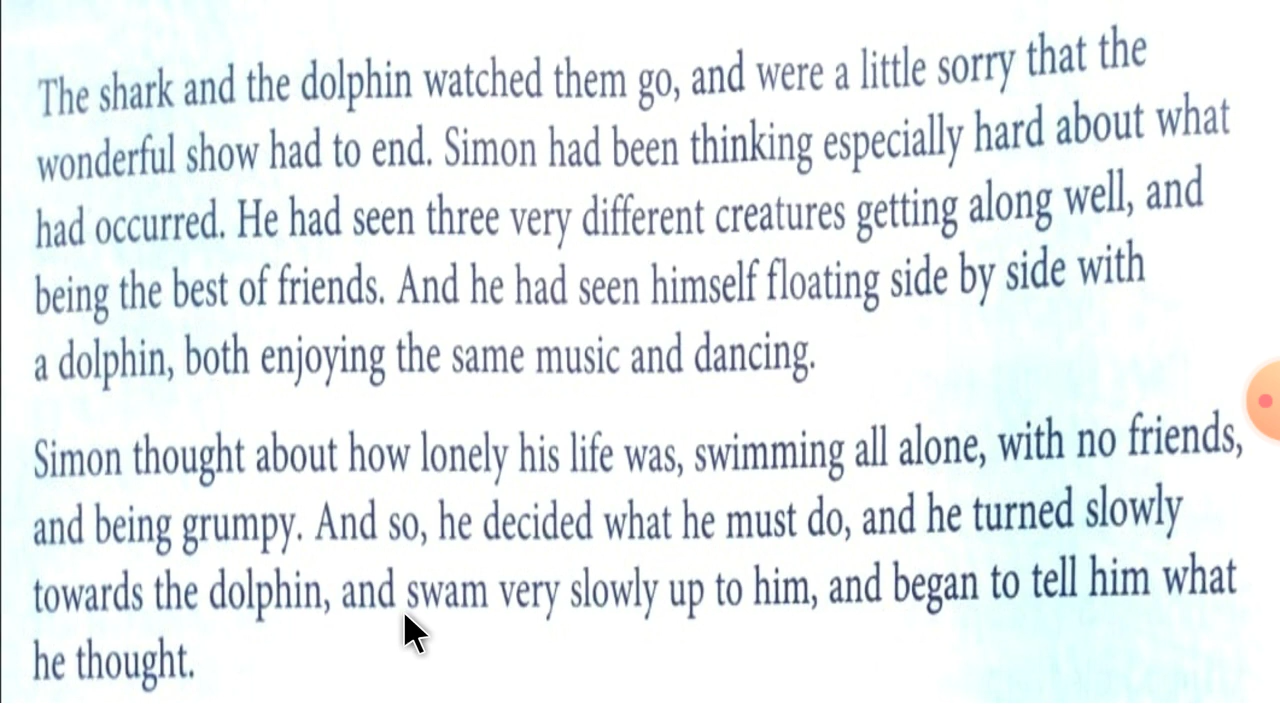 The shark and the dolphin watched them go, and were a little sorry that the
wonderful show had to end. Simon had been thinking especially hard about what
had occurred. He had seen three very different creatures getting along well, and
being the best of friends. And he had seen himself floating side by side with
a dolphin, both enjoying the same music and dancing.
Simon thought about how lonely his life was, swimming all alone, with no friends,
and being grumpy. And so, he decided what he must do, and he turned slowly
towards the dolphin, and swam very slowly up to him, and began to tell him what
he thought.